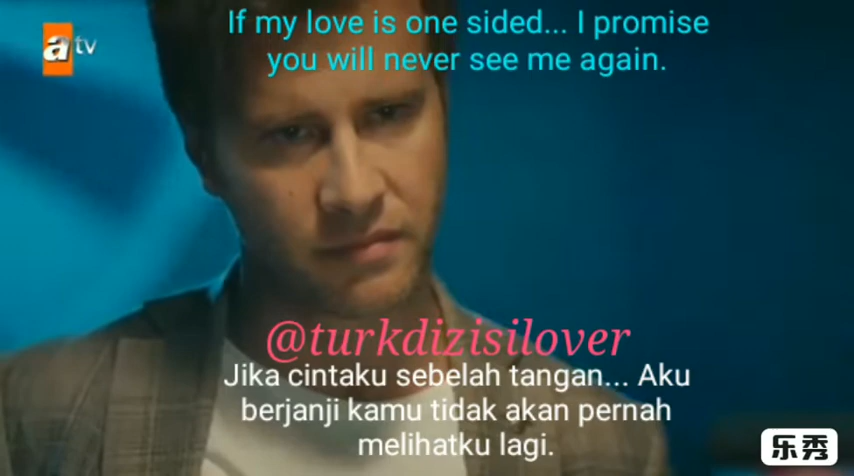 If my love is one sided... I promise
you will never see me again.
atv
@turkdizisilover
Jika cintaku sebelah tangan... Aku
berjanji kamu tidak akan pernah
melihatku lagi.
乐秀